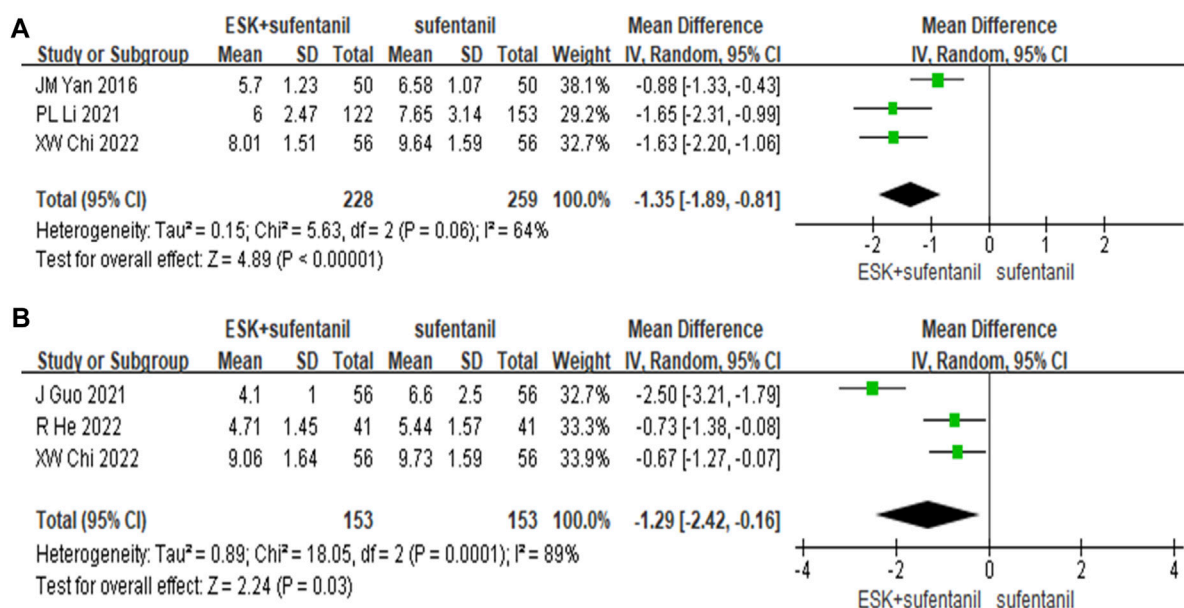 A
ESK+sufentanil sufentanil Mean Difference Mean Difference
Study or Subgroup Mean SD Total Mean SD Total Weight IV, Random, 95% CI IV, Random, 95% CI
JM Yan 2016 5.7 1.23 50 6.58 1.07 50 38.1% -0.88 [-1.33, -0.43]
PL Li 2021 6 2.47 122 7.65 3.14 153 29.2% -1.65 [-2.31, -0.99]
XW Chi 2022 8.01 1.51 56 9.64 1.59 56 32.7% -1.63 [-2.20, -1.06]
Total (95% CI) 228 259 100.0% -1.35 [-1.89, -0.81]
Heterogeneity: Tau² = 0.15; Chi² = 5.63, df = 2 (P = 0.06); I² = 64%
Test for overall effect: Z = 4.89 (P < 0.00001)
-2 -1 0 1 2
ESK+sufentanil sufentanil
B
ESK+sufentanil sufentanil Mean Difference Mean Difference
Study or Subgroup Mean SD Total Mean SD Total Weight IV, Random, 95% CI IV, Random, 95% CI
J Guo 2021 4.1 1 56 6.6 2.5 56 32.7% -2.50 [-3.21, -1.79]
R He 2022 4.71 1.45 41 5.44 1.57 41 33.3% -0.73 [-1.38, -0.08]
XW Chi 2022 9.06 1.64 56 9.73 1.59 56 33.9% -0.67 [-1.27, -0.07]
Total (95% CI) 153 153 100.0% -1.29 [-2.42, -0.16]
Heterogeneity: Tau² = 0.89; Chi² = 18.05, df = 2 (P = 0.0001); I² = 89%
Test for overall effect: Z = 2.24 (P = 0.03)
-4 -2 0 2 4
ESK+sufentanil sufentanil